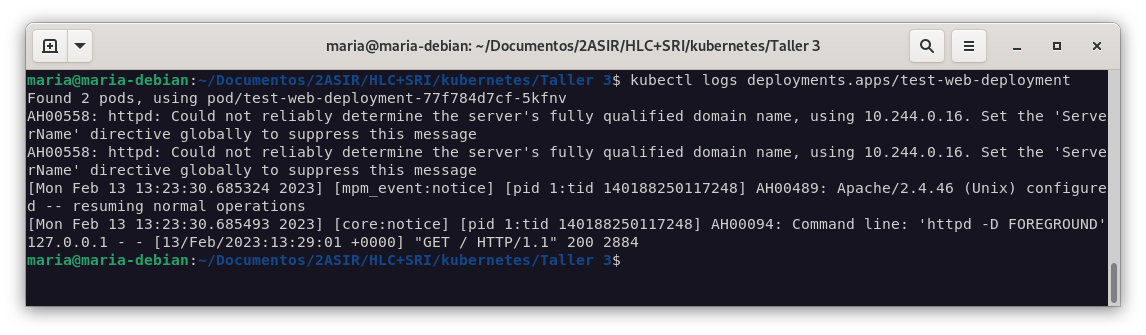 maria@maria-debian: ~/Documentos/2ASIR/HLC+SRI/kubernetes/Taller 3
maria@maria-debian:~/Documentos/2ASIR/HLC+SRI/kubernetes/Taller 3$ kubectl logs deployments.apps/test-web-deployment
Found 2 pods, using pod/test-web-deployment-77f784d7cf-5kfnv
AH00558: httpd: Could not reliably determine the server's fully qualified domain name, using 10.244.0.16. Set the 'Serve
rName' directive globally to suppress this message
AH00558: httpd: Could not reliably determine the server's fully qualified domain name, using 10.244.0.16. Set the 'Serve
rName' directive globally to suppress this message
[Mon Feb 13 13:23:30.685324 2023] [mpm_event:notice] [pid 1:tid 140188250117248] AH00489: Apache/2.4.46 (Unix) configure
d -- resuming normal operations
[Mon Feb 13 13:23:30.685493 2023] [core:notice] [pid 1:tid 140188250117248] AH00094: Command line: 'httpd -D FOREGROUND'
127.0.0.1 - - [13/Feb/2023:13:29:01 +0000] "GET / HTTP/1.1" 200 2884
maria@maria-debian:~/Documentos/2ASIR/HLC+SRI/kubernetes/Taller 3$